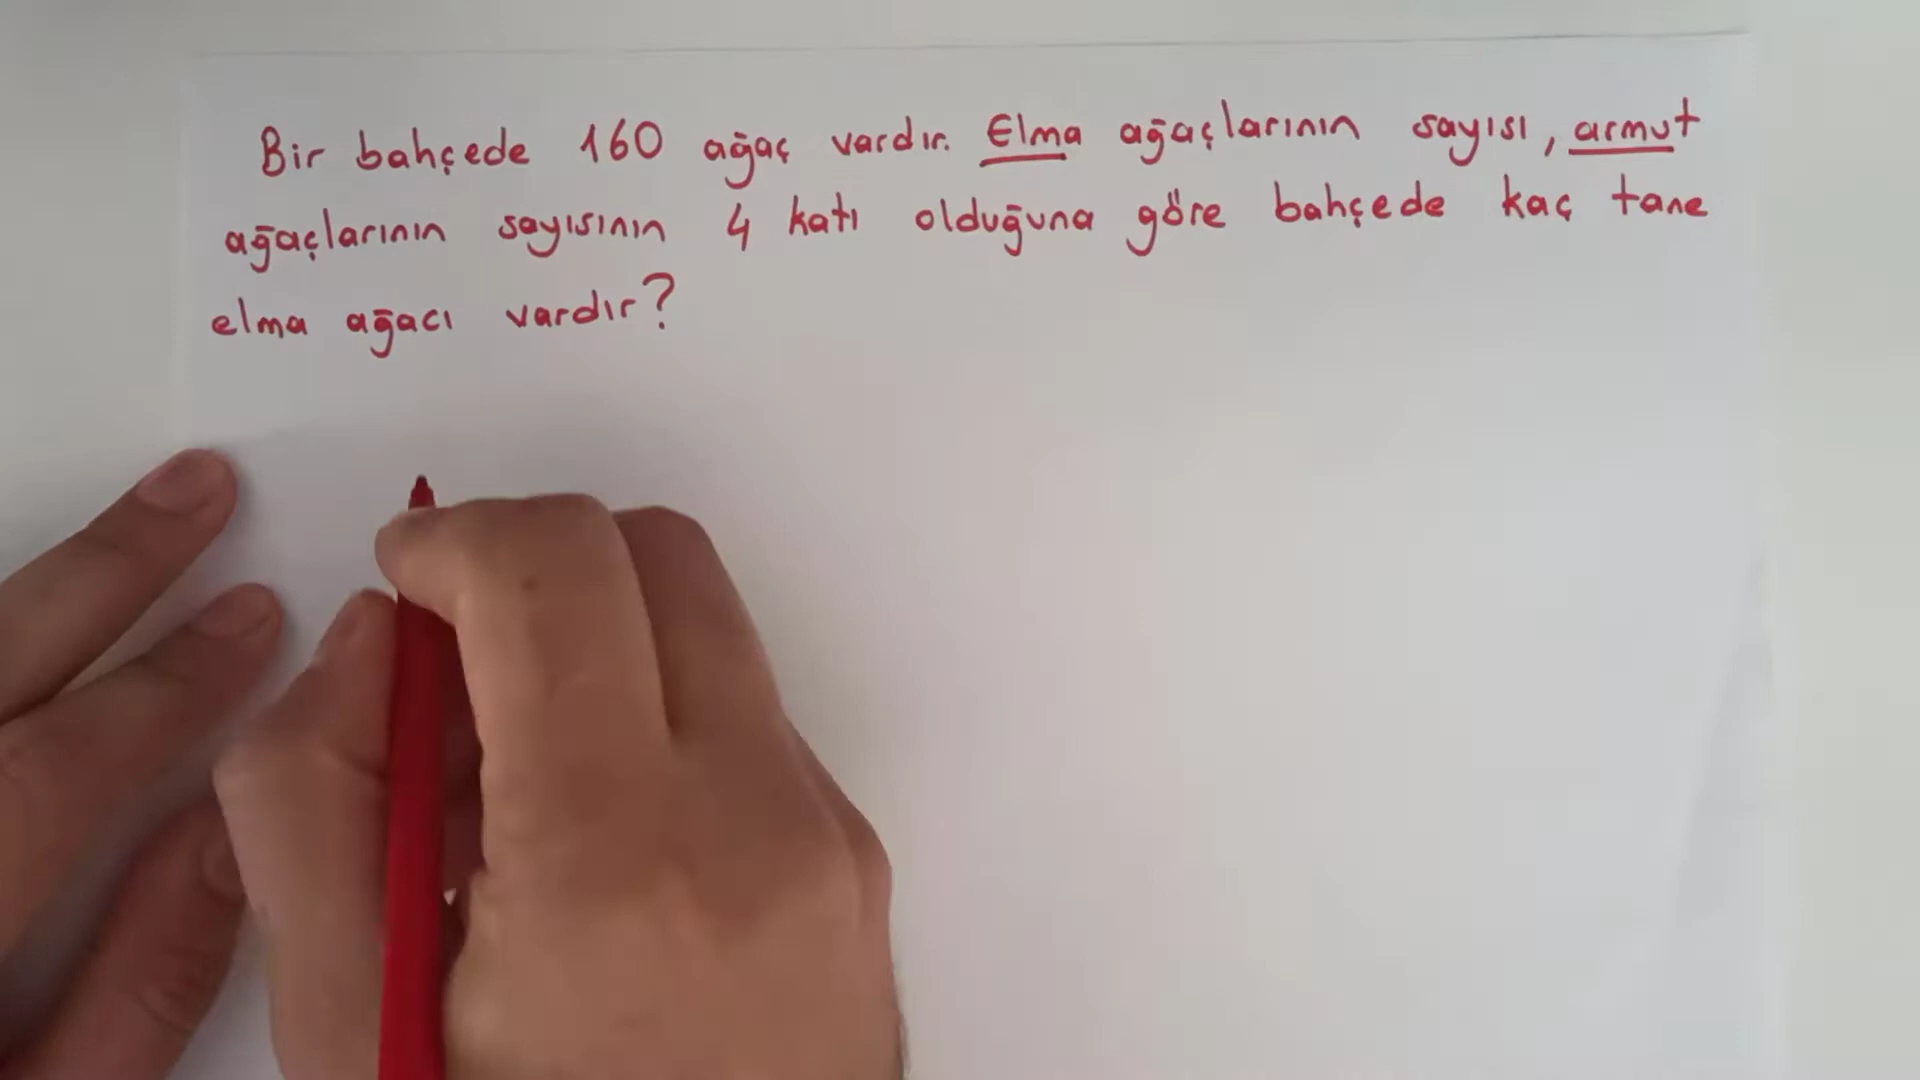 Bir bahçede 160 ağaç vardır. Elma ağaçlarının sayısı, armut
ağaçlarının sayısının 4 katı olduğuna göre bahçede kaç tane
elma ağacı vardır?